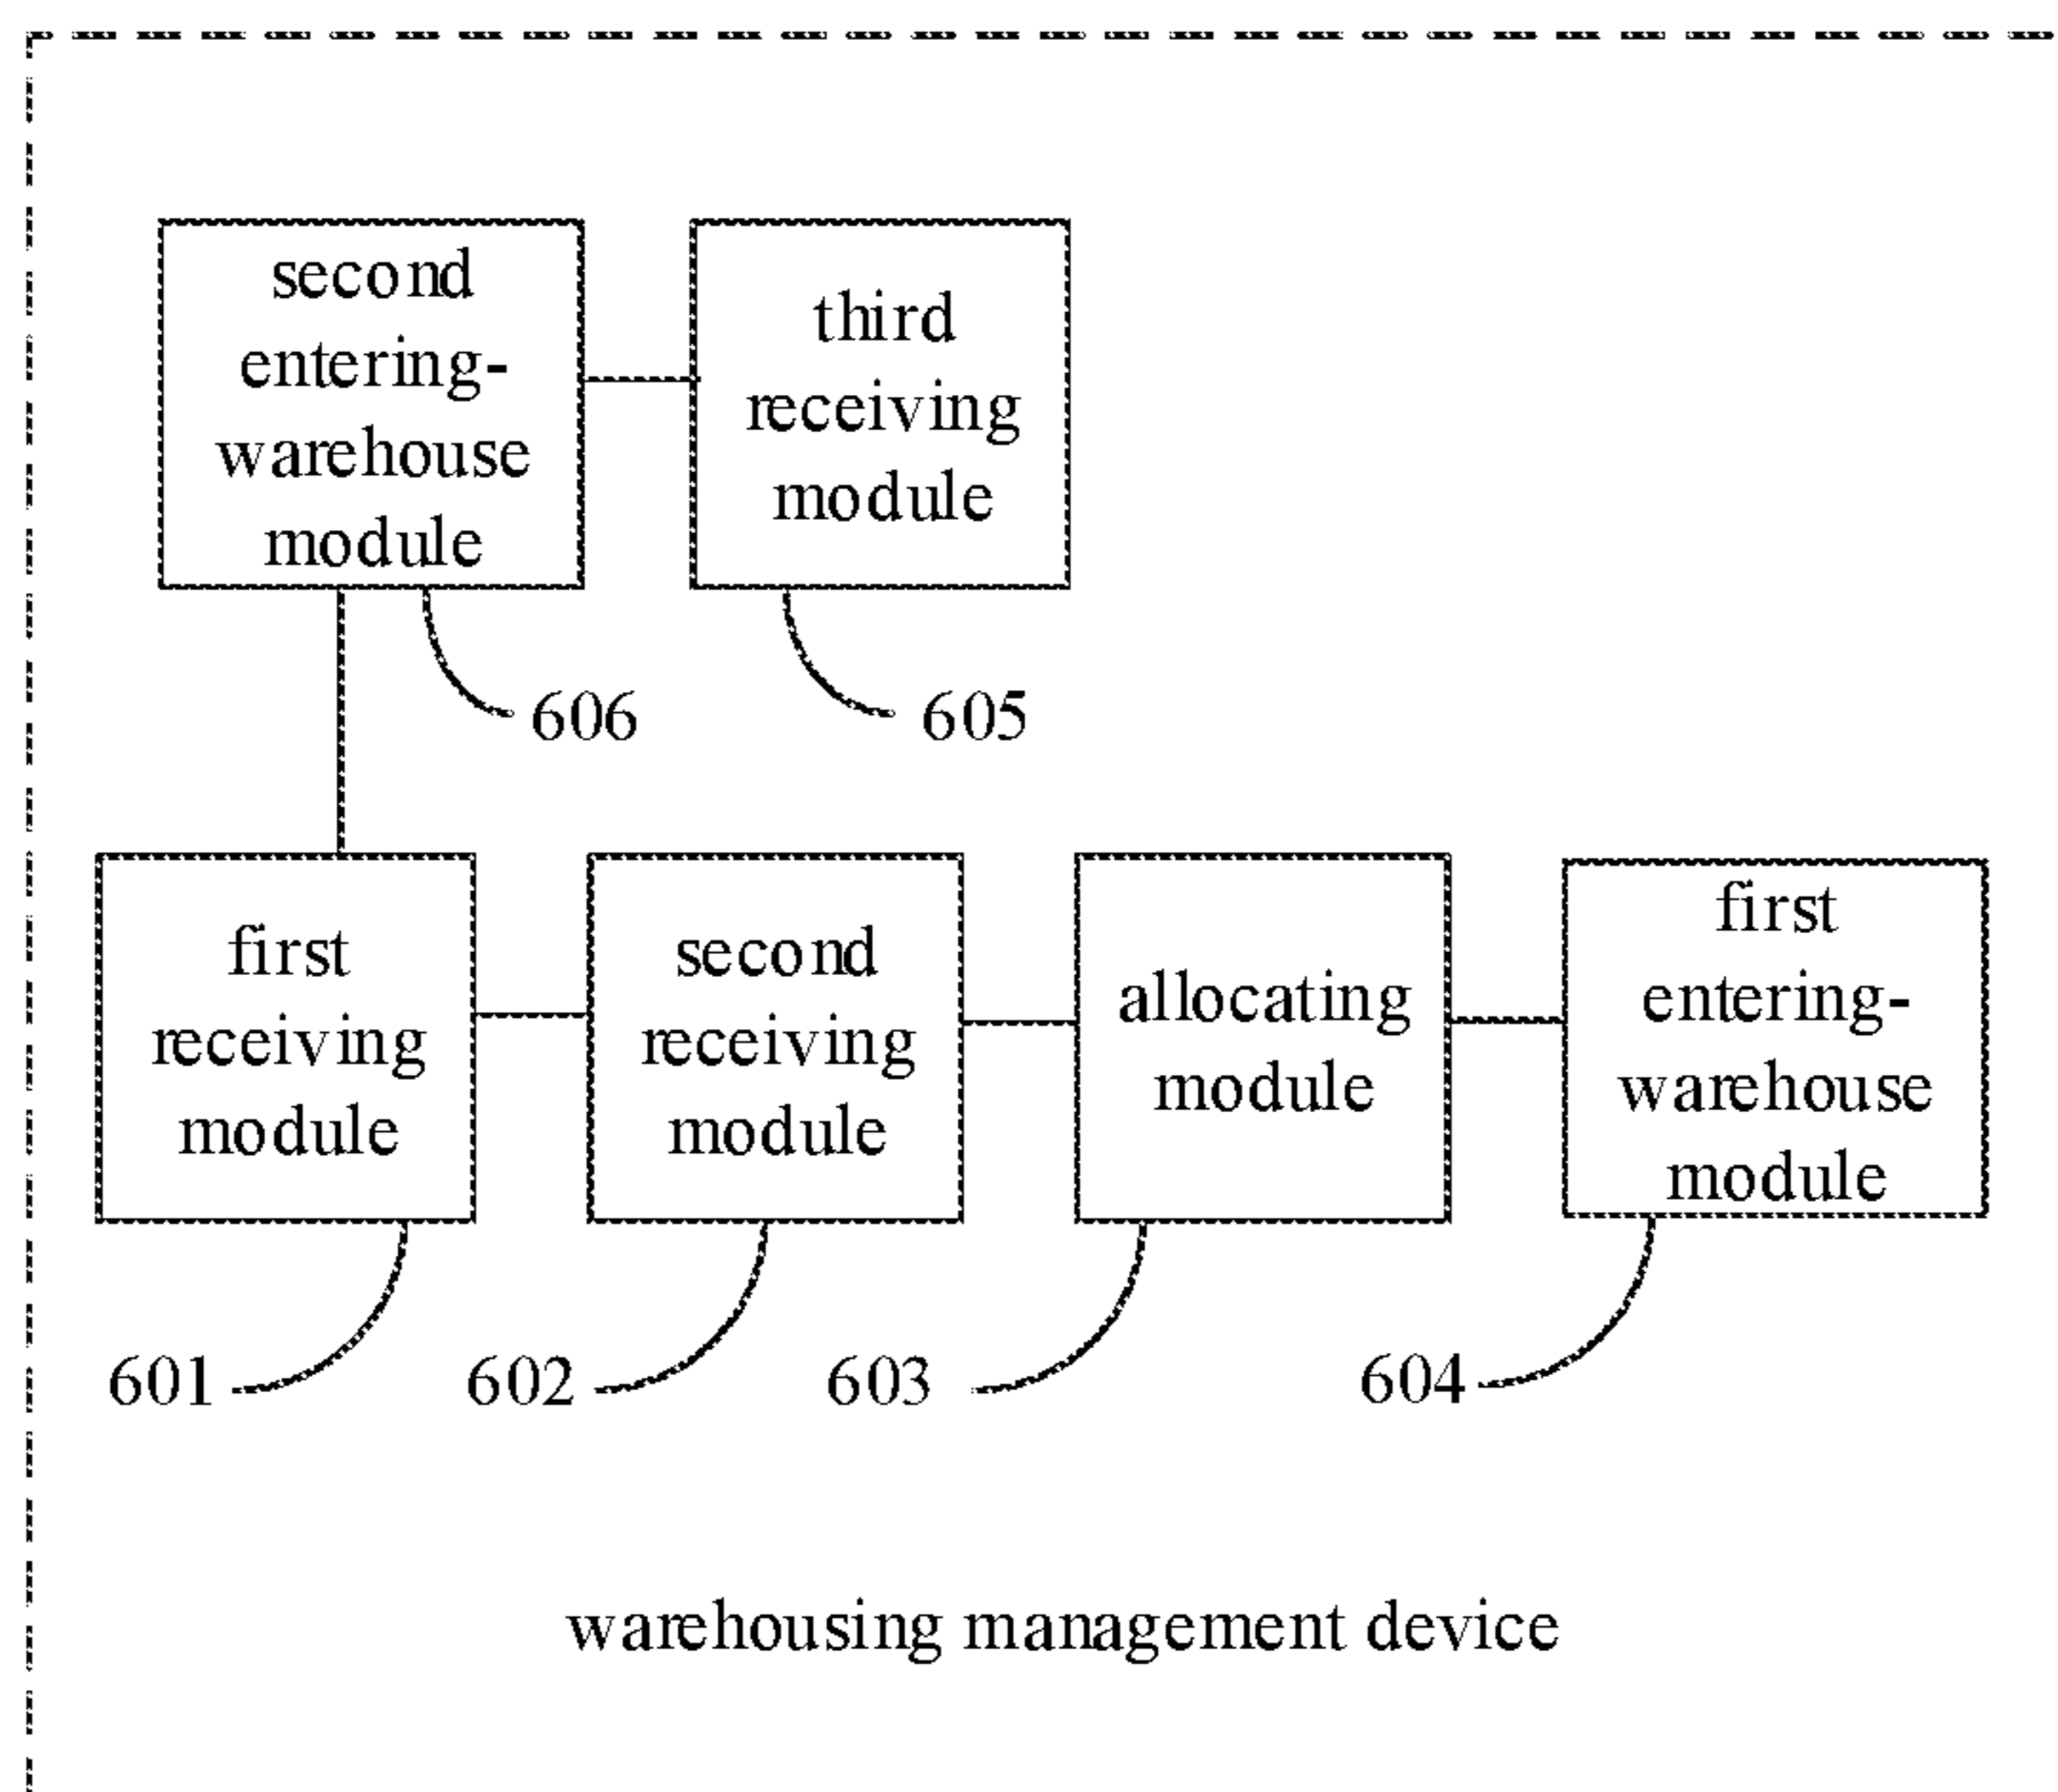 second
entering-
warehouse
module
third
receiving
module
606
605
first
receiving
module
second
receiving
module
allocating
module
first
entering-
warehouse
module
601
602
603
604
warehousing management device